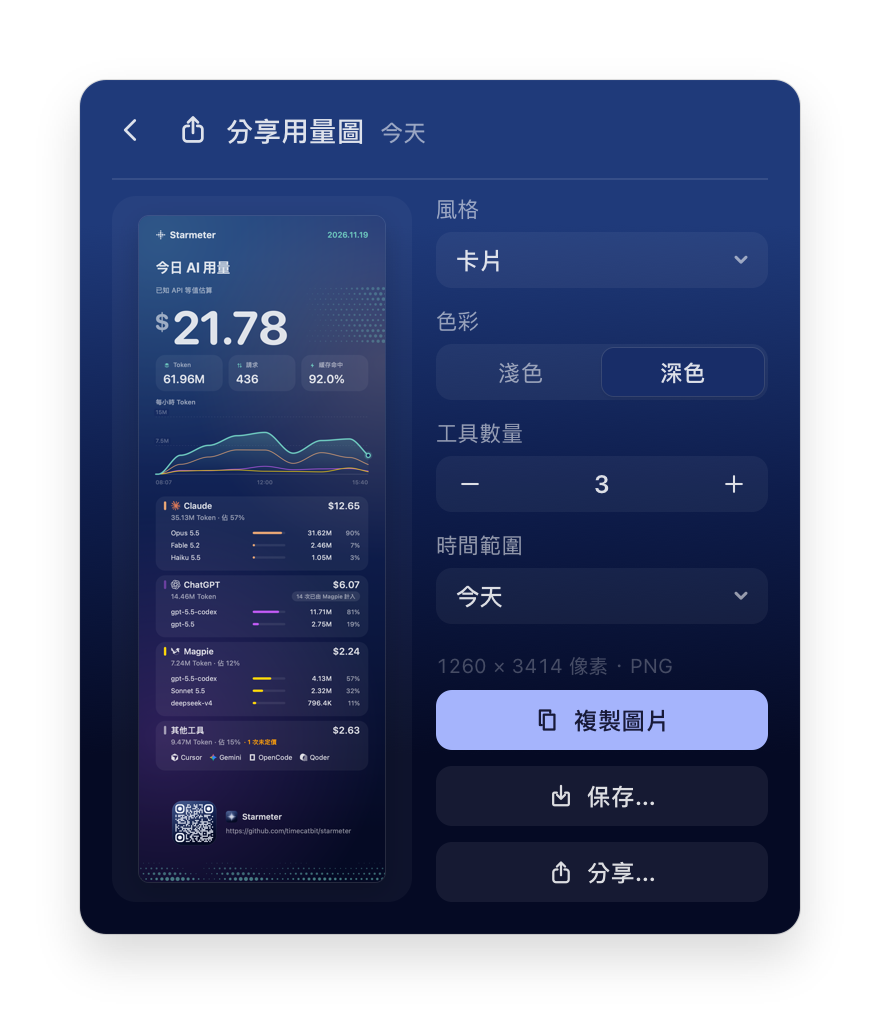 分享用量圖 今天
Starmeter 2026.11.19
今日 AI 用量
已知 API 等值估算
$21.78
Token 請求 緩存命中
61.96M 436 92.0%
每小時 Token
15M
7.5M
08:07 12:00 15:40
Claude $12.65
35.13M Token · 佔 57%
Opus 5.5 31.62M 90%
Fable 5.2 2.46M 7%
Haiku 5.5 1.05M 3%
ChatGPT $6.07
14.46M Token 14 次已由 Magpie 計入
gpt-5.5-codex 11.71M 81%
gpt-5.5 2.75M 19%
Magpie $2.24
7.24M Token · 佔 12%
gpt-5.5-codex 4.13M 57%
Sonnet 5.5 2.32M 32%
deepseek-v4 796.4K 11%
其他工具 $2.63
9.47M Token · 佔 15% · 1 次未定價
Cursor Gemini OpenCode Qoder
Starmeter
https://github.com/timecatbit/starmeter
風格
卡片
色彩
淺色 深色
工具數量
3
時間範圍
今天
1260 × 3414 像素 · PNG
複製圖片
保存...
分享...